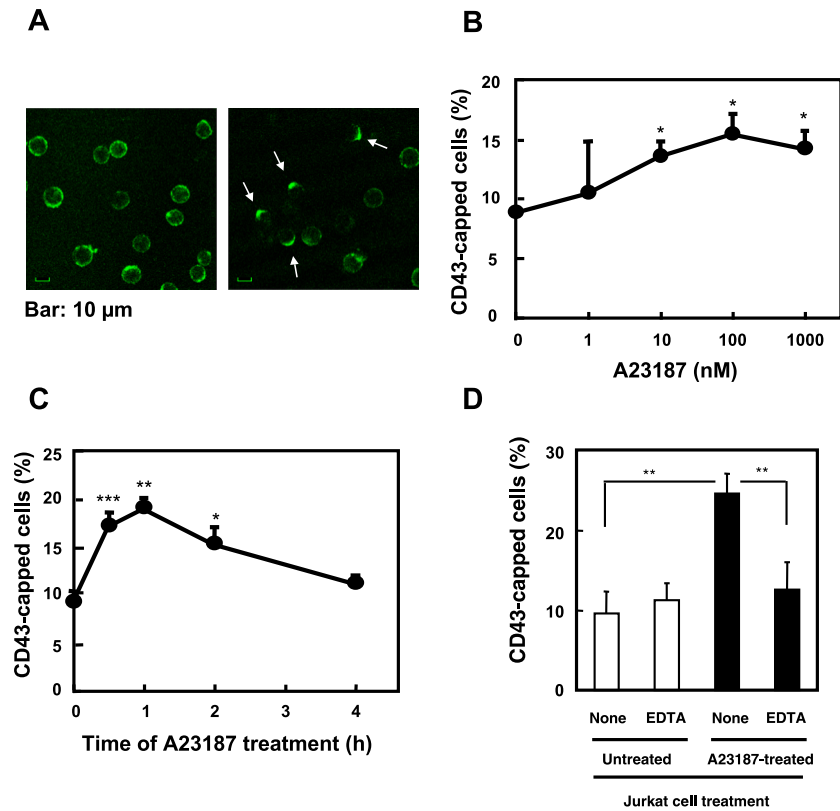 A
Bar: 10 µm
B
CD43-capped cells (%)
20
15
10
5
0
0 1 10 100 1000
* * *
A23187 (nM)
C
CD43-capped cells (%)
25
20
15
10
5
0
*** ** *
0 1 2 3 4
Time of A23187 treatment (h)
D
CD43-capped cells (%)
30
20
10
0
** **
None EDTA None EDTA
Untreated A23187-treated
Jurkat cell treatment